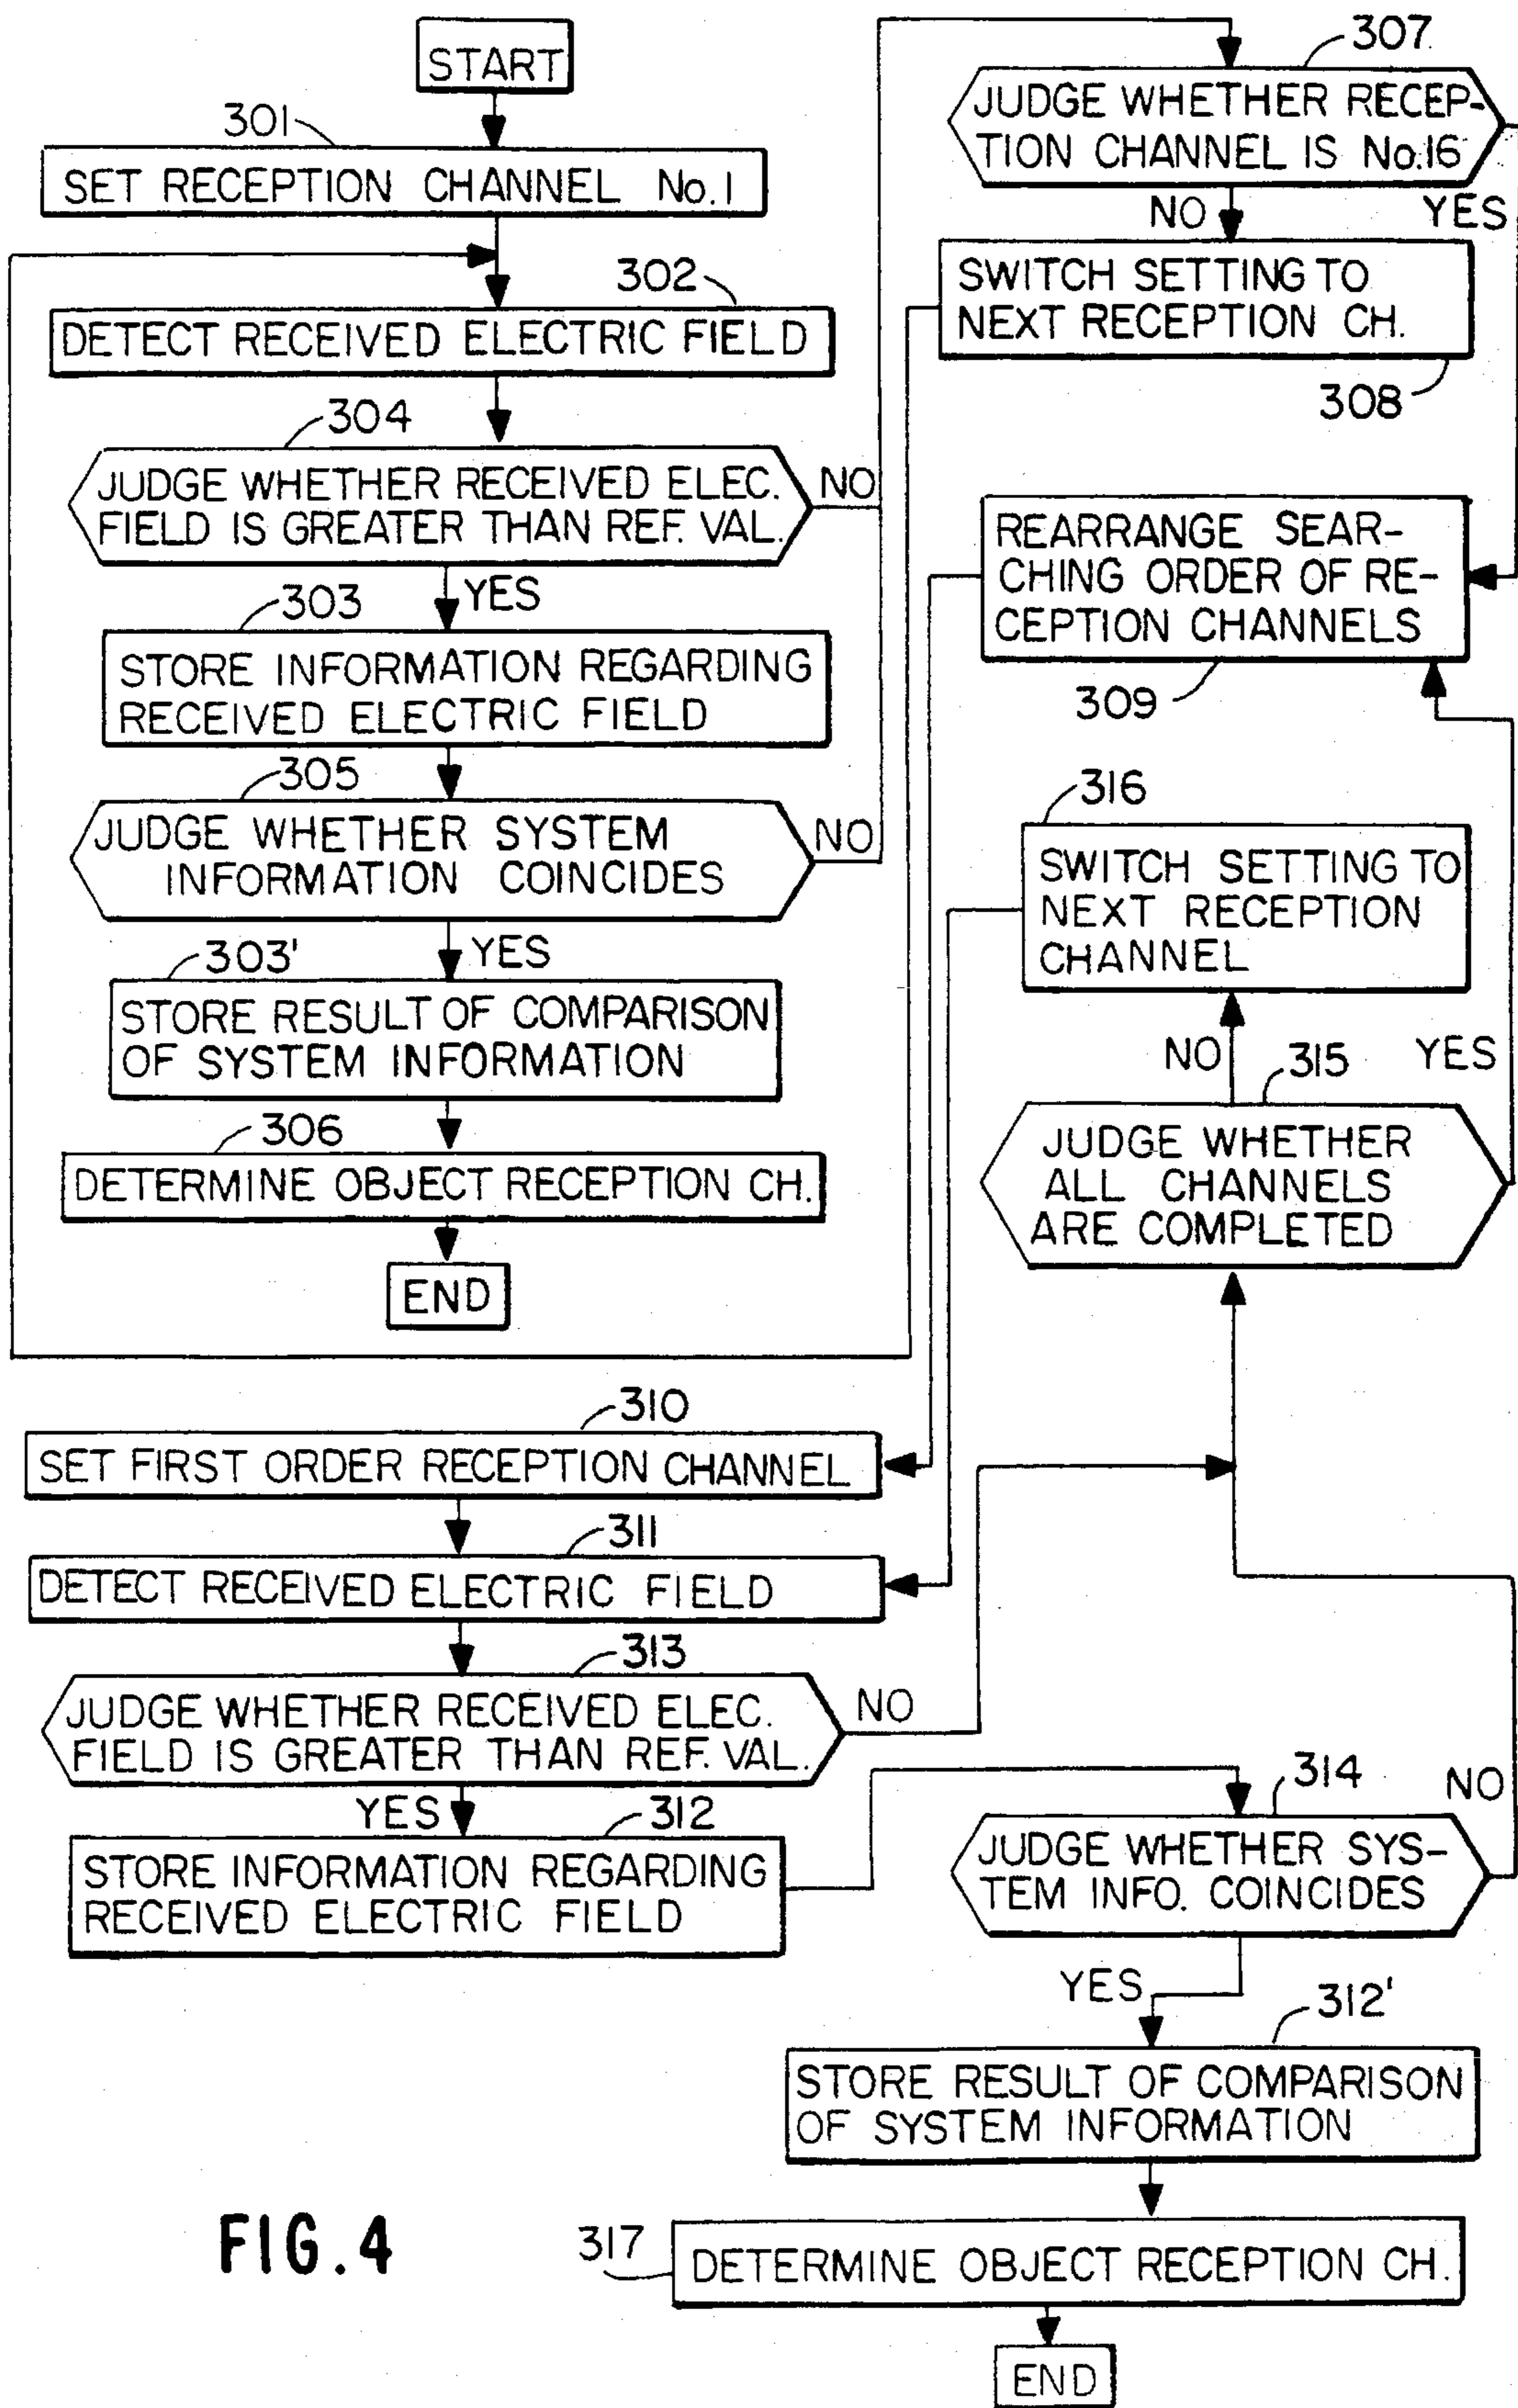 START
301
SET RECEPTION CHANNEL No.1
302
DETECT RECEIVED ELECTRIC FIELD
304
JUDGE WHETHER RECEIVED ELEC.
FIELD IS GREATER THAN REF. VAL.
NO
YES
303
STORE INFORMATION REGARDING
RECEIVED ELECTRIC FIELD
305
JUDGE WHETHER SYSTEM
INFORMATION COINCIDES
NO
YES
303'
STORE RESULT OF COMPARISON
OF SYSTEM INFORMATION
306
DETERMINE OBJECT RECEPTION CH.
END
307
JUDGE WHETHER RECEP-
TION CHANNEL IS No.16
NO
YES
SWITCH SETTING TO
NEXT RECEPTION CH.
308
REARRANGE SEAR-
CHING ORDER OF RE-
CEPTION CHANNELS
309
316
SWITCH SETTING TO
NEXT RECEPTION
CHANNEL
NO
315
YES
JUDGE WHETHER
ALL CHANNELS
ARE COMPLETED
310
SET FIRST ORDER RECEPTION CHANNEL
311
DETECT RECEIVED ELECTRIC FIELD
313
JUDGE WHETHER RECEIVED ELEC.
FIELD IS GREATER THAN REF. VAL.
NO
YES
312
STORE INFORMATION REGARDING
RECEIVED ELECTRIC FIELD
314
NO
JUDGE WHETHER SYS-
TEM INFO. COINCIDES
YES
312'
STORE RESULT OF COMPARISON
OF SYSTEM INFORMATION
317
DETERMINE OBJECT RECEPTION CH.
END
FIG. 4